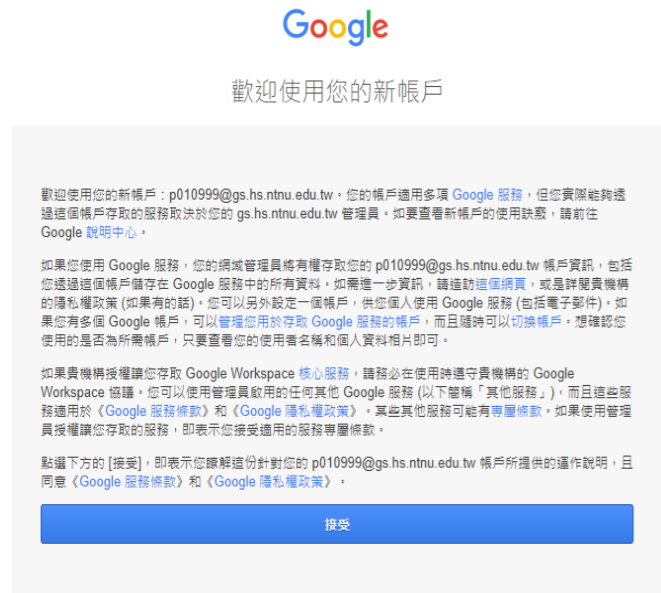 Google
歡迎使用您的新帳戶
歡迎使用您的新帳戶：p010999@gs.hs.ntnu.edu.tw。您的帳戶適用多項 Google 服務，但您實際能夠透
過這個帳戶存取的服務取決於您的 gs.hs.ntnu.edu.tw 管理員。如要查看新帳戶的使用訣竅，請前往
Google 說明中心。
如果您使用 Google 服務，您的網域管理員將有權存取您的 p010999@gs.hs.ntnu.edu.tw 帳戶資訊，包括
您透過這個帳戶儲存在 Google 服務中的所有資料。如需進一步資訊，請造訪這個網頁，或是詳閱貴機構
的隱私權政策 (如果有的話)。您可以另外設定一個帳戶，供您個人使用 Google 服務 (包括電子郵件)。如
果您有多個 Google 帳戶，可以管理您用於存取 Google 服務的帳戶，而且隨時可以切換帳戶。想確認您
使用的是否為所需帳戶，只要查看您的使用者名稱和個人資料相片即可。
如果貴機構授權讓您存取 Google Workspace 核心服務，請務必在使用時遵守貴機構的 Google
Workspace 協議。您可以使用管理員啟用的任何其他 Google 服務 (以下簡稱「其他服務」)，而且這些服
務適用於《Google 服務條款》和《Google 隱私權政策》。某些其他服務可能有專屬條款。如果使用管理
員授權讓您存取的服務，即表示您接受適用的服務專屬條款。
點選下方的 [接受]，即表示您瞭解這份針對您的 p010999@gs.hs.ntnu.edu.tw 帳戶所提供的運作說明，且
同意《Google 服務條款》和《Google 隱私權政策》。
接受